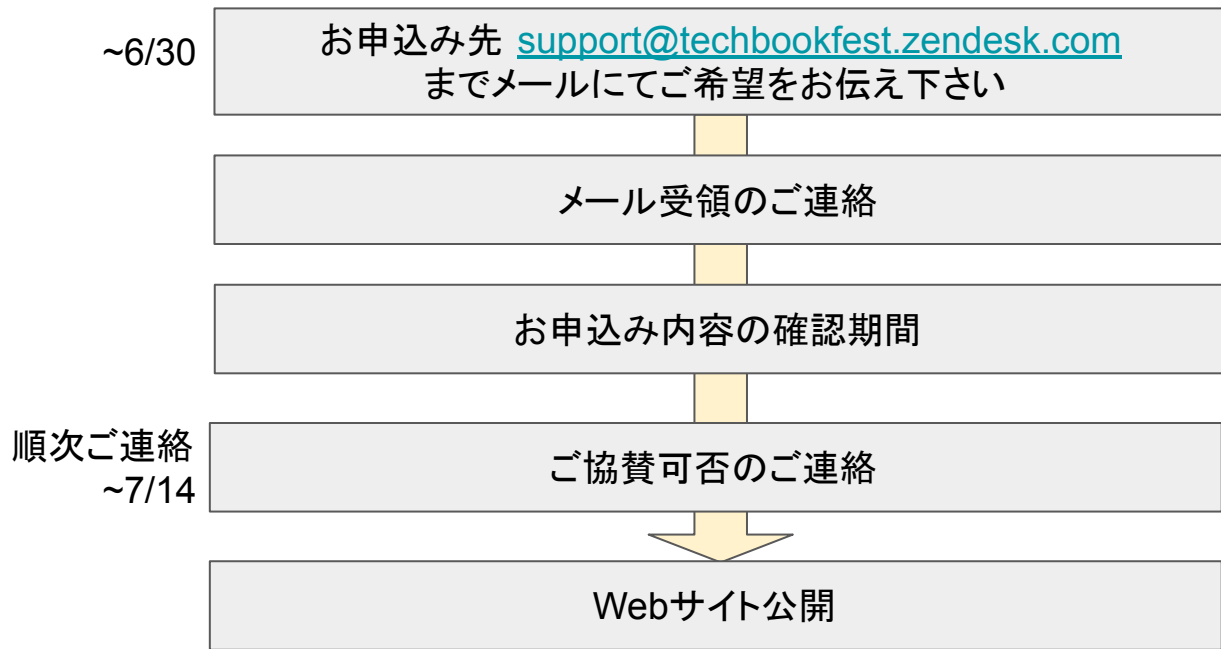 ~6/30
お申込み先 support@techbookfest.zendesk.com
までメールにてご希望をお伝え下さい
メール受領のご連絡
お申込み内容の確認期間
順次ご連絡
~7/14
ご協賛可否のご連絡
Webサイト公開